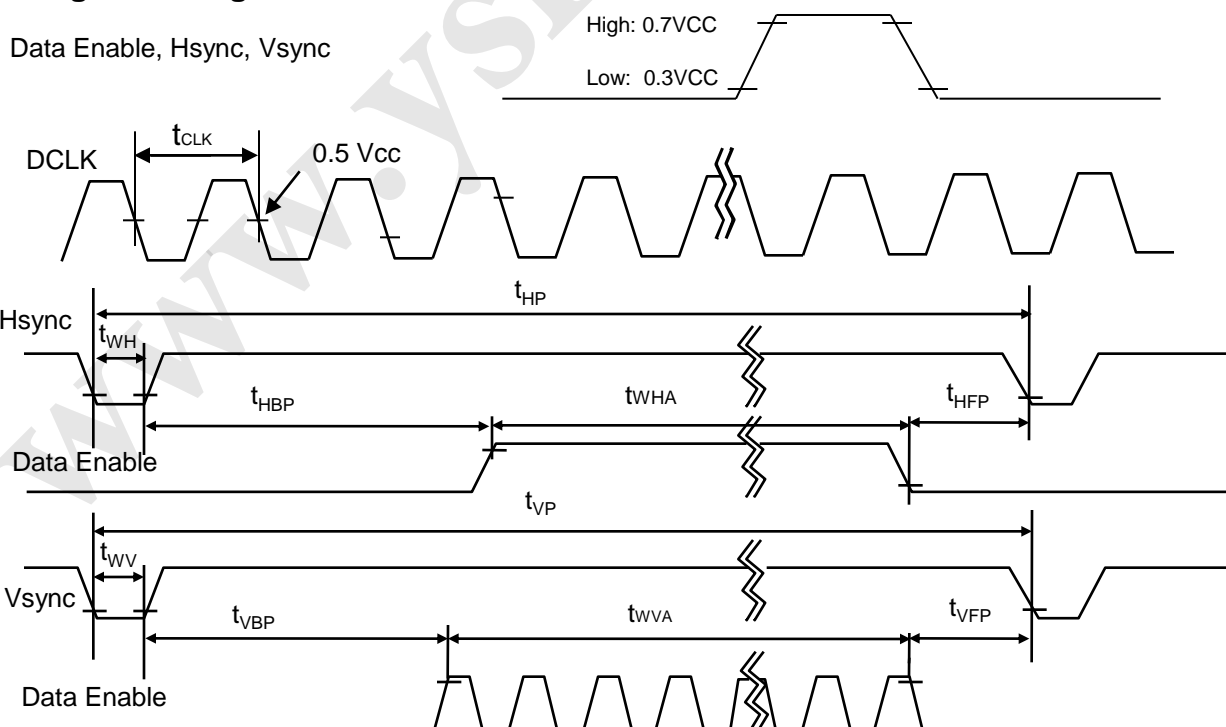 High: 0.7VCC
Data Enable, Hsync, Vsync
Low: 0.3VCC
tCLK
DCLK
0.5 Vcc
tHP
Hsync
tWH
tHBP
tWHA
tHFP
Data Enable
tVP
tWV
Vsync
tVBP
tWVA
tVFP
Data Enable